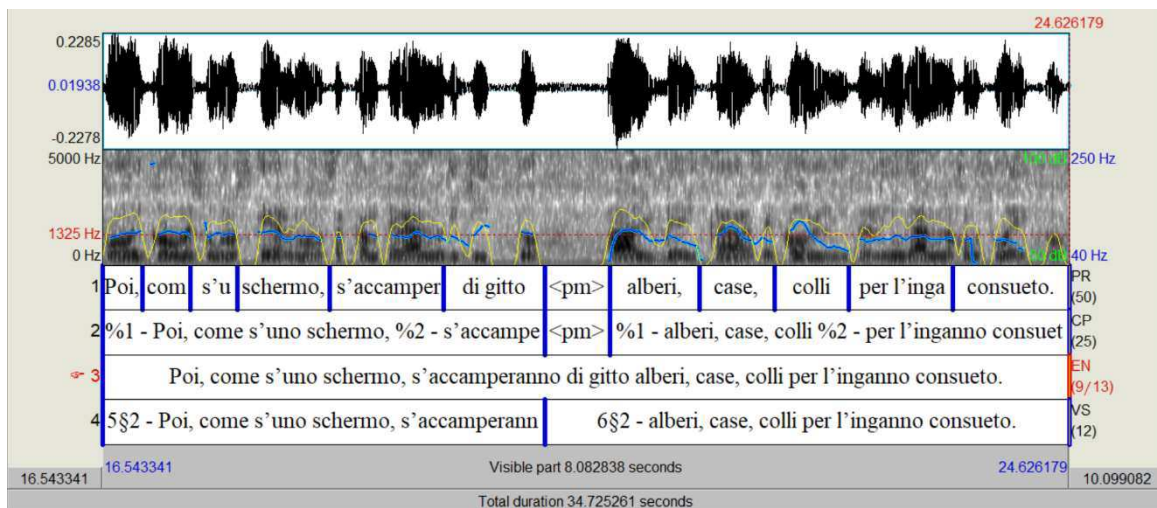 24.626179
0.2285
0.01938
-0.2278
5000 Hz 250 Hz
1325 Hz
0 Hz 40 Hz
1 Poi, com s’u schermo, s’accamper di gitto <pm> alberi, case, colli per l’inga consueto. PR (50)
2 %1 - Poi, come s’uno schermo, %2 - s’accampe <pm> %1 - alberi, case, colli %2 - per l’inganno consuet CP (25)
3 Poi, come s’uno schermo, s’accamperanno di gitto alberi, case, colli per l’inganno consueto. EN (9/13)
4 5§2 - Poi, come s’uno schermo, s’accamperann 6§2 - alberi, case, colli per l’inganno consueto. VS (12)
16.543341 16.543341 Visible part 8.082838 seconds 24.626179 10.099082
Total duration 34.725261 seconds